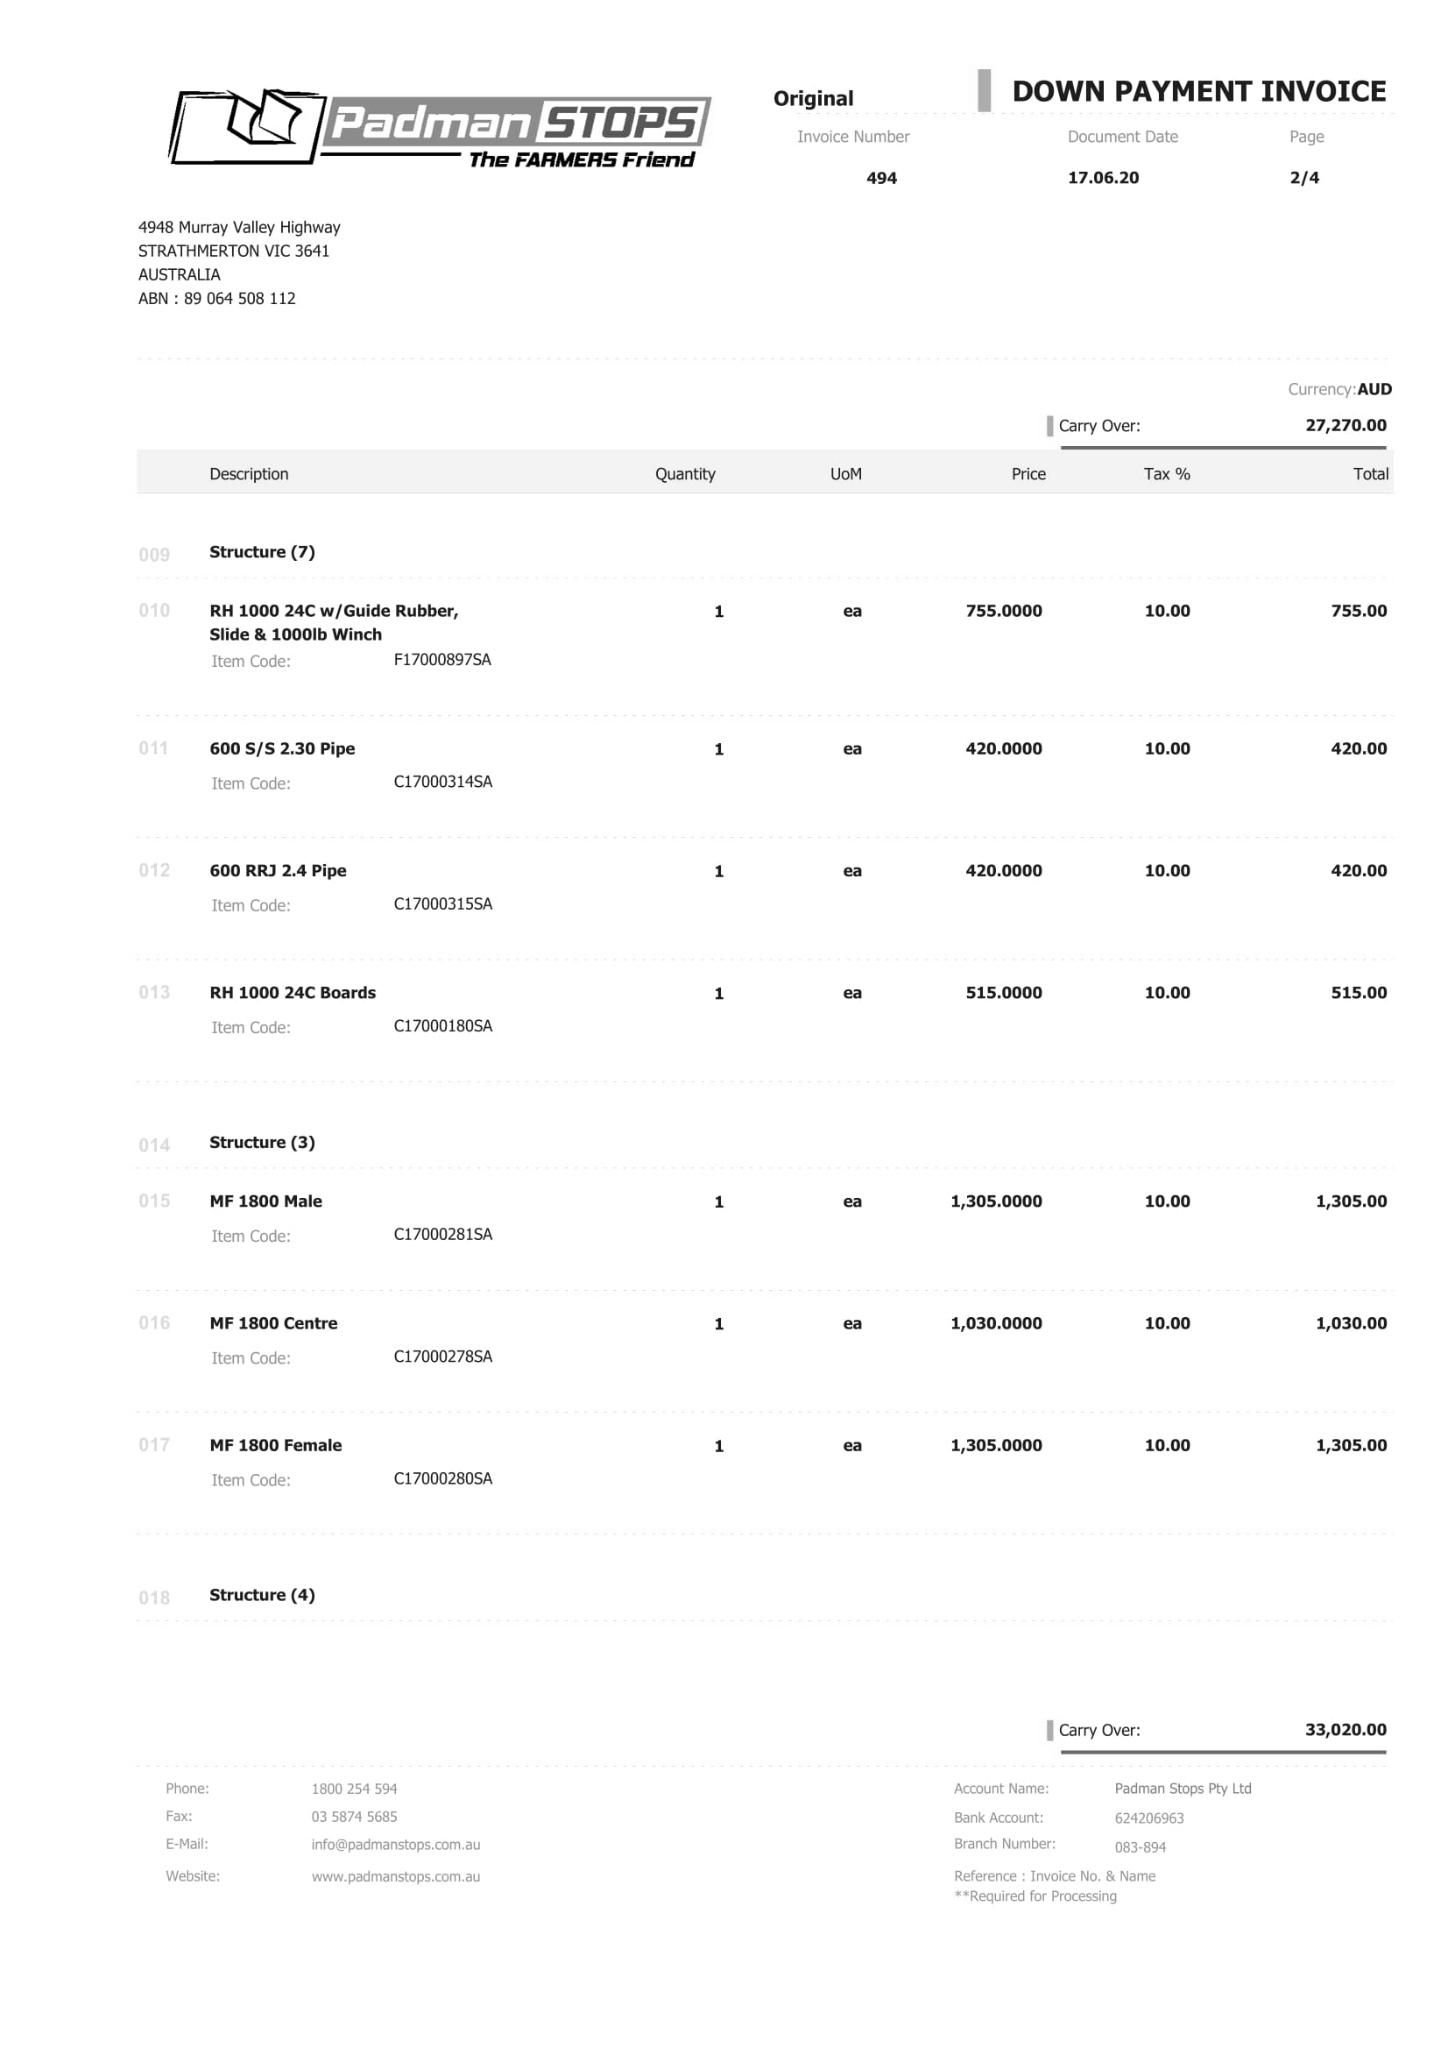 Padman STOPS
The FARMERS Friend
Original
DOWN PAYMENT INVOICE
Invoice Number Document Date Page
494 17.06.20 2/4
4948 Murray Valley Highway
STRATHMERTON VIC 3641
AUSTRALIA
ABN : 89 064 508 112
Currency:AUD
Carry Over: 27,270.00
Description Quantity UoM Price Tax % Total
009 Structure (7)
010 RH 1000 24C w/Guide Rubber, 1 ea 755.0000 10.00 755.00
Slide & 1000lb Winch
Item Code: F17000897SA
011 600 S/S 2.30 Pipe 1 ea 420.0000 10.00 420.00
Item Code: C17000314SA
012 600 RRJ 2.4 Pipe 1 ea 420.0000 10.00 420.00
Item Code: C17000315SA
013 RH 1000 24C Boards 1 ea 515.0000 10.00 515.00
Item Code: C17000180SA
014 Structure (3)
015 MF 1800 Male 1 ea 1,305.0000 10.00 1,305.00
Item Code: C17000281SA
016 MF 1800 Centre 1 ea 1,030.0000 10.00 1,030.00
Item Code: C17000278SA
017 MF 1800 Female 1 ea 1,305.0000 10.00 1,305.00
Item Code: C17000280SA
018 Structure (4)
Carry Over: 33,020.00
Phone: 1800 254 594 Account Name: Padman Stops Pty Ltd
Fax: 03 5874 5685 Bank Account: 624206963
E-Mail: info@padmanstops.com.au Branch Number: 083-894
Website: www.padmanstops.com.au Reference : Invoice No. & Name
**Required for Processing